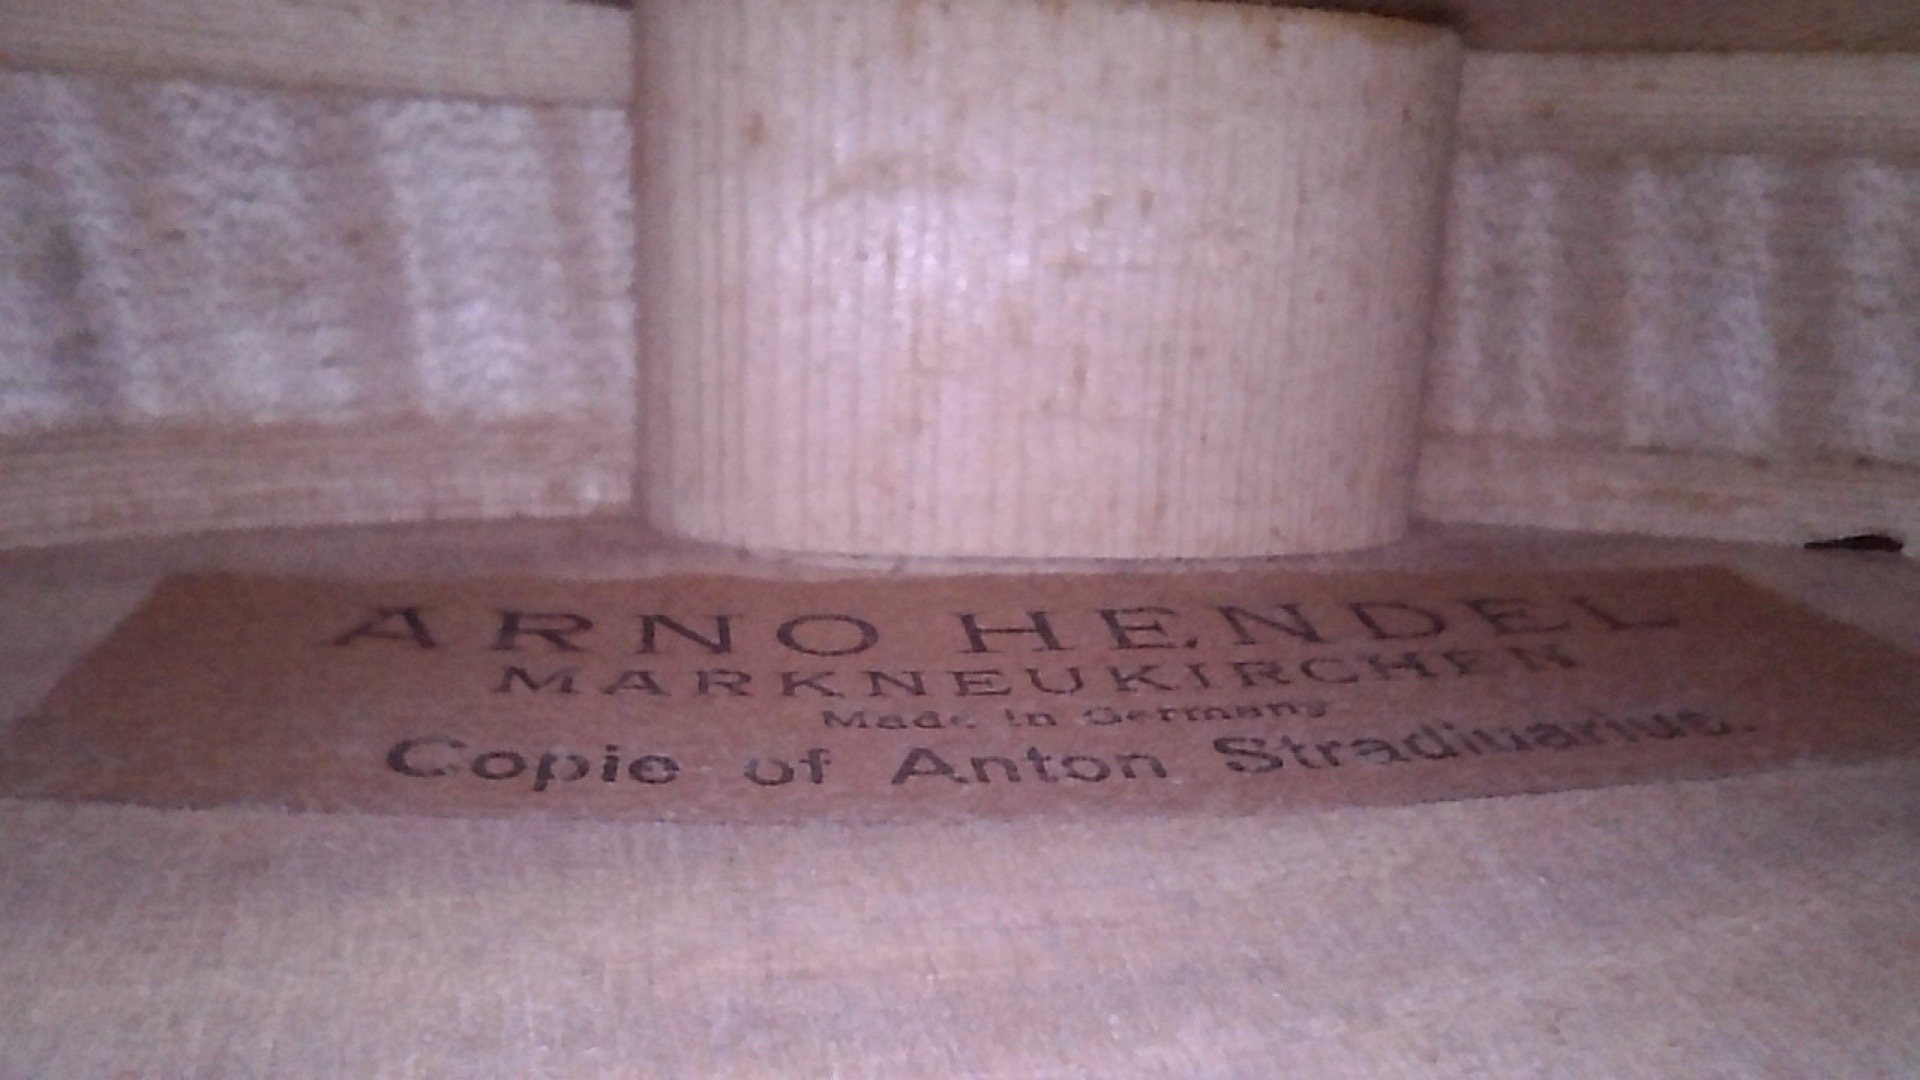 ARNO HENDEL
MARKNEUKIRCHEN
Made in Germany
Copie of Anton Stradiuarius.